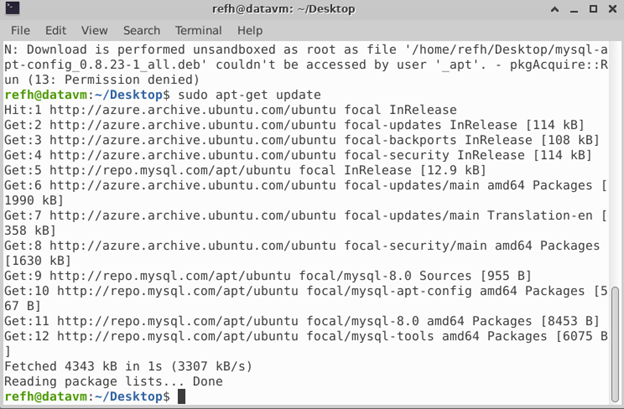 refh@datavm: ~/Desktop
File Edit View Search Terminal Help
N: Download is performed unsandboxed as root as file '/home/refh/Desktop/mysql-a
pt-config_0.8.23-1_all.deb' couldn't be accessed by user '_apt'. - pkgAcquire::R
un (13: Permission denied)
refh@datavm:~/Desktop$ sudo apt-get update
Hit:1 http://azure.archive.ubuntu.com/ubuntu focal InRelease
Get:2 http://azure.archive.ubuntu.com/ubuntu focal-updates InRelease [114 kB]
Get:3 http://azure.archive.ubuntu.com/ubuntu focal-backports InRelease [108 kB]
Get:4 http://azure.archive.ubuntu.com/ubuntu focal-security InRelease [114 kB]
Get:5 http://repo.mysql.com/apt/ubuntu focal InRelease [12.9 kB]
Get:6 http://azure.archive.ubuntu.com/ubuntu focal-updates/main amd64 Packages [
1990 kB]
Get:7 http://azure.archive.ubuntu.com/ubuntu focal-updates/main Translation-en [
358 kB]
Get:8 http://azure.archive.ubuntu.com/ubuntu focal-security/main amd64 Packages
[1630 kB]
Get:9 http://repo.mysql.com/apt/ubuntu focal/mysql-8.0 Sources [955 B]
Get:10 http://repo.mysql.com/apt/ubuntu focal/mysql-apt-config amd64 Packages [5
67 B]
Get:11 http://repo.mysql.com/apt/ubuntu focal/mysql-8.0 amd64 Packages [8453 B]
Get:12 http://repo.mysql.com/apt/ubuntu focal/mysql-tools amd64 Packages [6075 B
]
Fetched 4343 kB in 1s (3307 kB/s)
Reading package lists... Done
refh@datavm:~/Desktop$